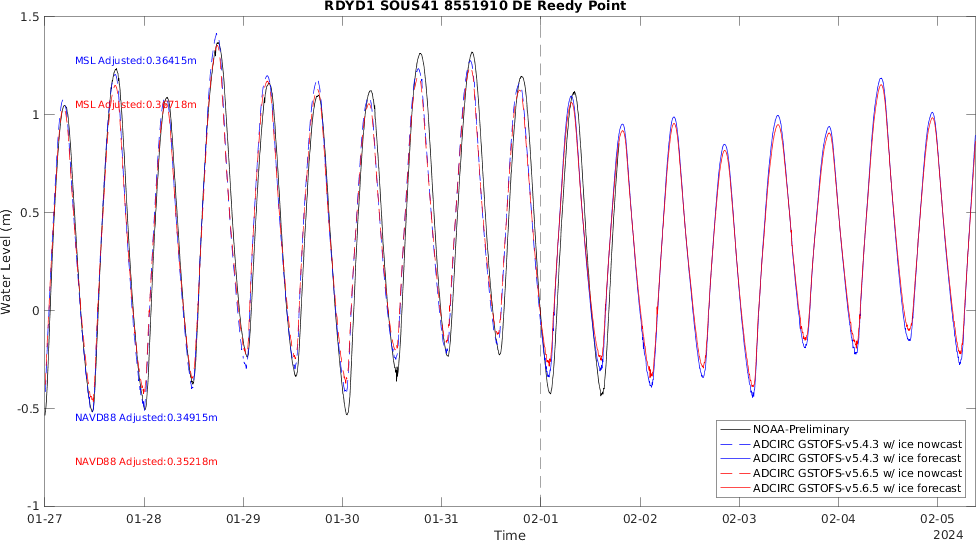 RDYD1 SOUS41 8551910 DE Reedy Point
1.5
MSL Adjusted:0.36415m
MSL Adjusted:0.36718m
1
0.5
Water Level (m)
0
-0.5
NAVD88 Adjusted:0.34915m
NAVD88 Adjusted:0.35218m
NOAA-Preliminary
ADCIRC GSTOFS-v5.4.3 w/ ice nowcast
ADCIRC GSTOFS-v5.4.3 w/ ice forecast
ADCIRC GSTOFS-v5.6.5 w/ ice nowcast
ADCIRC GSTOFS-v5.6.5 w/ ice forecast
-1
01-27 01-28 01-29 01-30 01-31 02-01 02-02 02-03 02-04 02-05
Time
2024